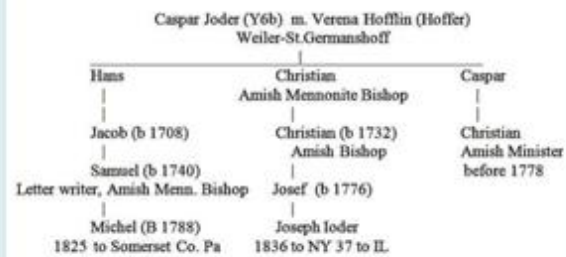 Caspar Joder (Y6b) m. Verena Hofflin (Hoffer)
Weiler-St.Germanshoff
Hans Christian Caspar
Amish Mennonite Bishop
Jacob (b 1708) Christian (b 1732) Christian
Amish Bishop Amish Minister
Samuel (b 1740) before 1778
Letter writer, Amish Menn. Bishop Josef (b 1776)
Michel (B 1788) Joseph Ioder
1825 to Somerset Co. Pa 1836 to NY 37 to IL